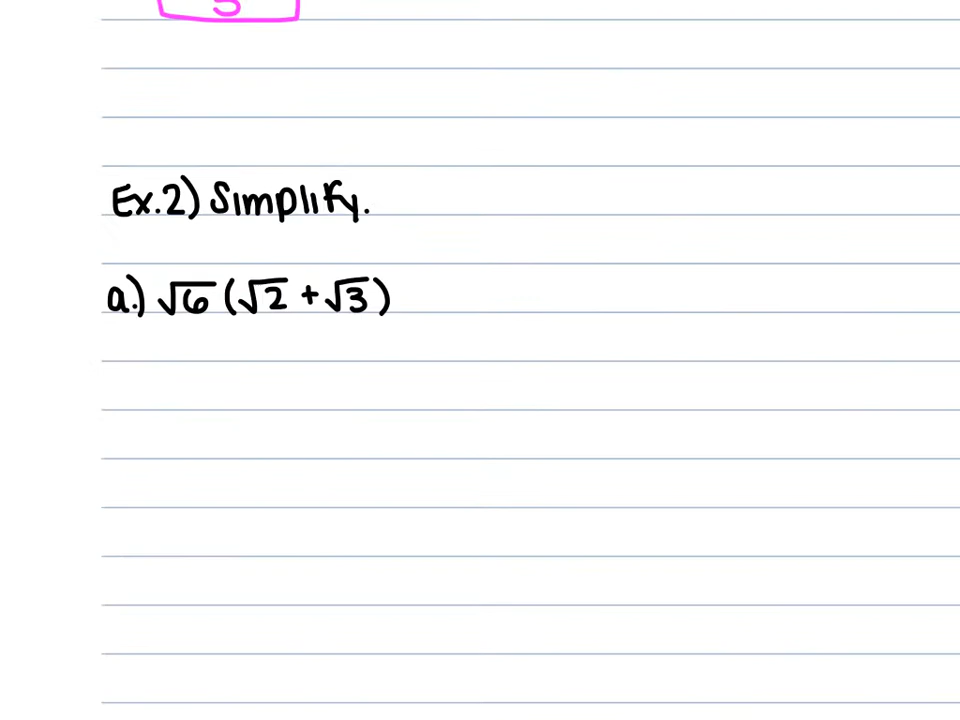 Ex.2) Simplify.
a.) √6 (√2 + √3)